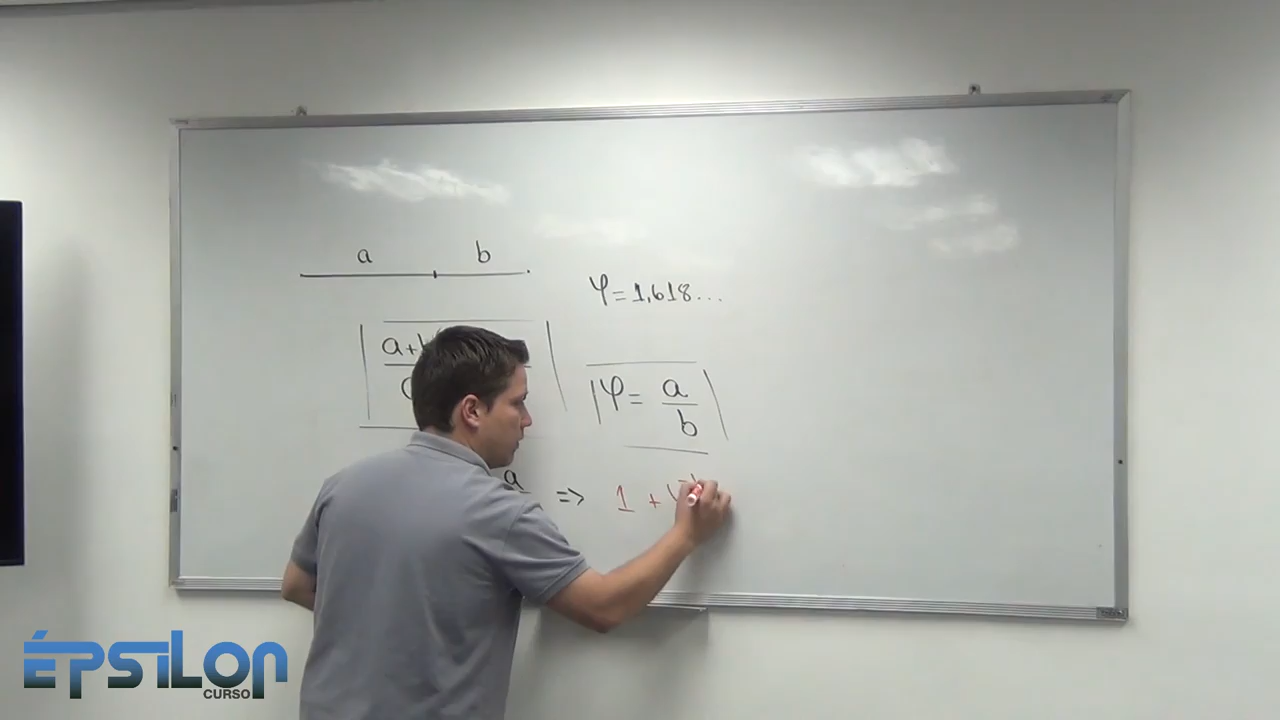 a b
φ = 1,618...
a+
φ = a/b
a => 1 +
ÉPSILON
CURSO